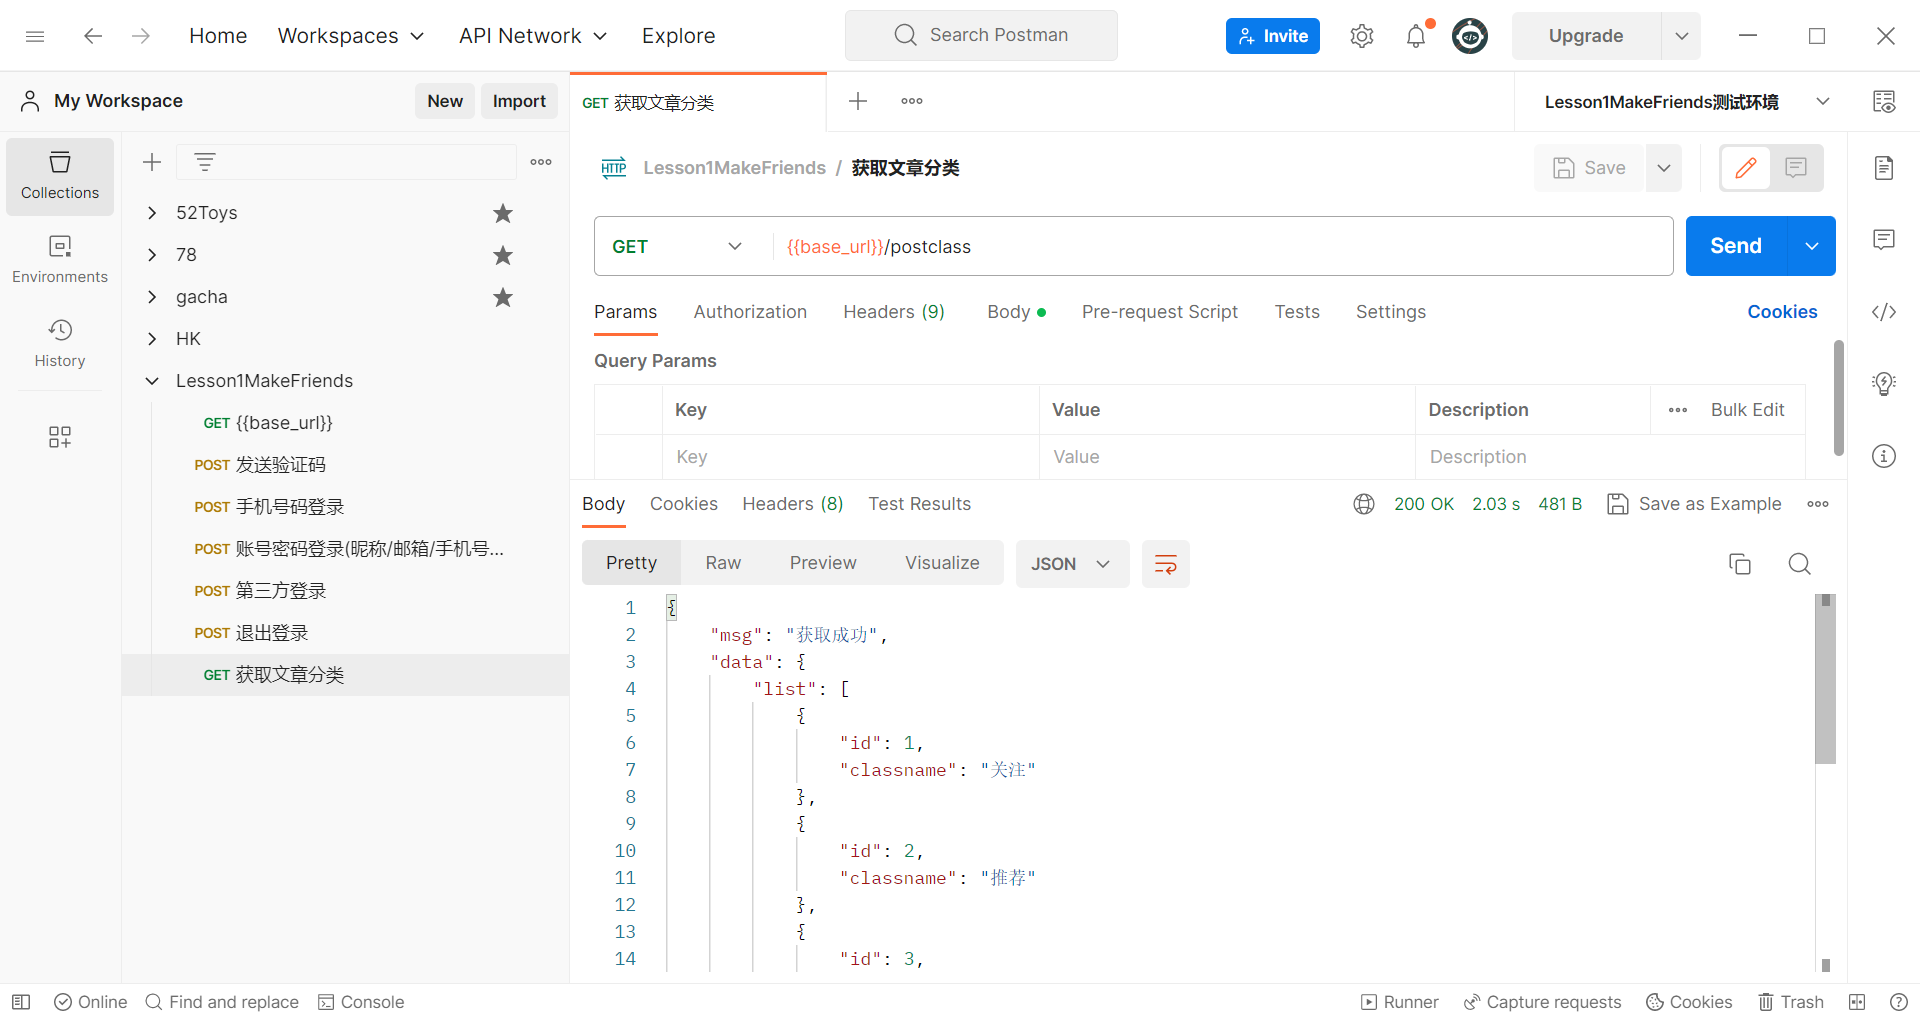 Home Workspaces API Network Explore Search Postman Invite Upgrade
My Workspace New Import GET 获取文章分类 Lesson1MakeFriends测试环境
Collections
Environments
History
52Toys
78
gacha
HK
Lesson1MakeFriends
GET {{base_url}}
POST 发送验证码
POST 手机号码登录
POST 账号密码登录(昵称/邮箱/手机号...
POST 第三方登录
POST 退出登录
GET 获取文章分类
HTTP Lesson1MakeFriends / 获取文章分类 Save
GET {{base_url}}/postclass Send
Params Authorization Headers (9) Body Pre-request Script Tests Settings Cookies
Query Params
Key Value Description Bulk Edit
Key Value Description
Body Cookies Headers (8) Test Results 200 OK 2.03 s 481 B Save as Example
Pretty Raw Preview Visualize JSON
1 {
2 "msg": "获取成功",
3 "data": {
4 "list": [
5 {
6 "id": 1,
7 "classname": "关注"
8 },
9 {
10 "id": 2,
11 "classname": "推荐"
12 },
13 {
14 "id": 3,
Online Find and replace Console Runner Capture requests Cookies Trash